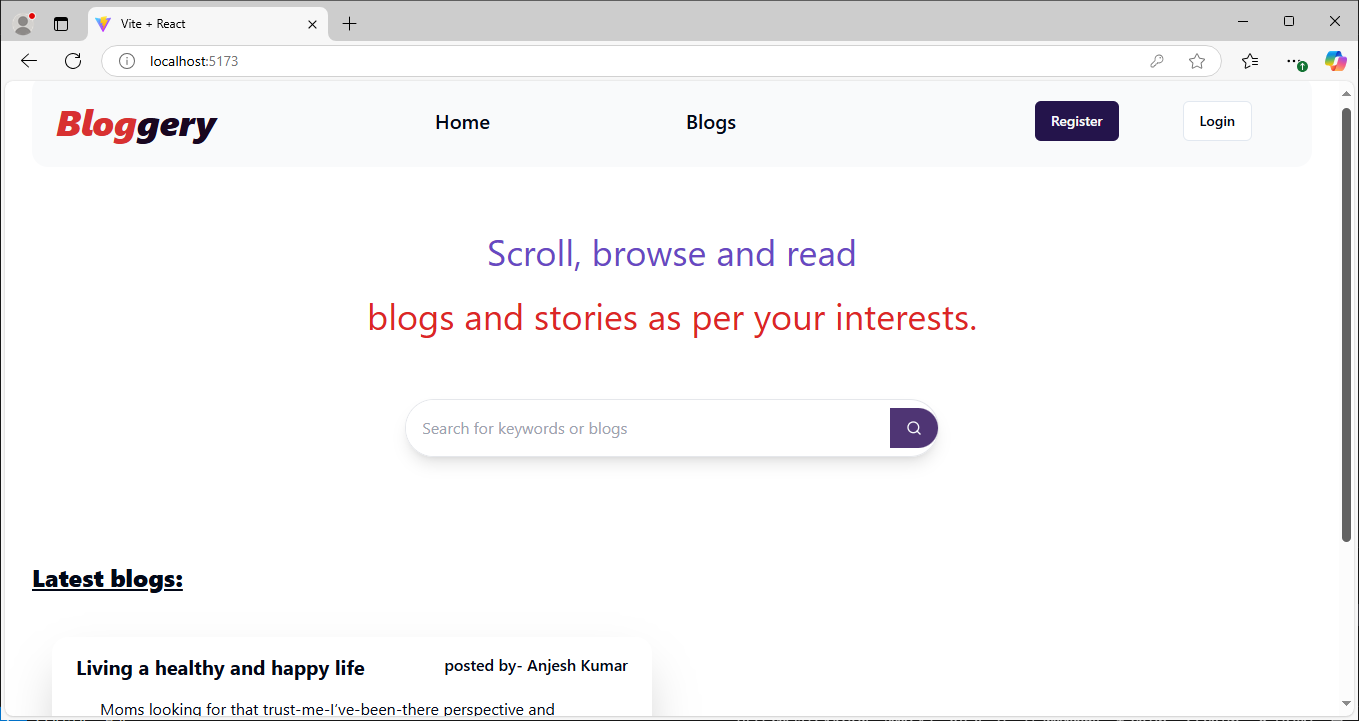 Vite + React
localhost:5173
Bloggery
Home
Blogs
Register
Login
Scroll, browse and read
blogs and stories as per your interests.
Search for keywords or blogs
Latest blogs:
Living a healthy and happy life
posted by- Anjesh Kumar
Moms looking for that trust-me-I’ve-been-there perspective and